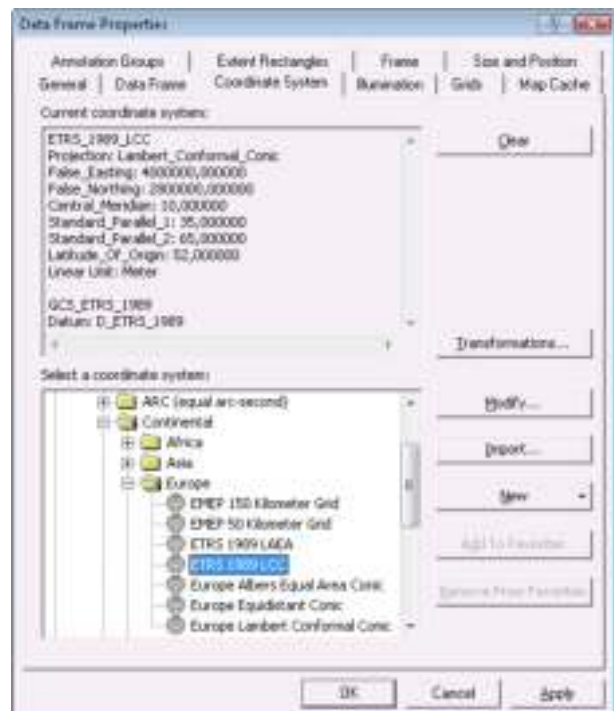 Data Frame Properties
Annotation Groups | Extent Rectangles | Frame | Size and Position
General | Data Frame | Coordinate System | Illumination | Grids | Map Cache
Current coordinate system:
ETRS_1989_LCC
Projection: Lambert_Conformal_Conic
False_Easting: 4000000,000000
False_Northing: 2800000,000000
Central_Meridian: 10,000000
Standard_Parallel_1: 35,000000
Standard_Parallel_2: 65,000000
Latitude_Of_Origin: 52,000000
Linear Unit: Meter
GCS_ETRS_1989
Datum: D_ETRS_1989
Clear
Transformations...
Select a coordinate system:
ARC (equal arc-second)
Continental
Africa
Asia
Europe
EMEP 150 Kilometer Grid
EMEP 50 Kilometer Grid
ETRS 1989 LAEA
ETRS 1989 LCC
Europe Albers Equal Area Conic
Europe Equidistant Conic
Europe Lambert Conformal Conic
Modify...
Import...
New
Add To Favorites
Remove From Favorites
OK
Cancel
Apply